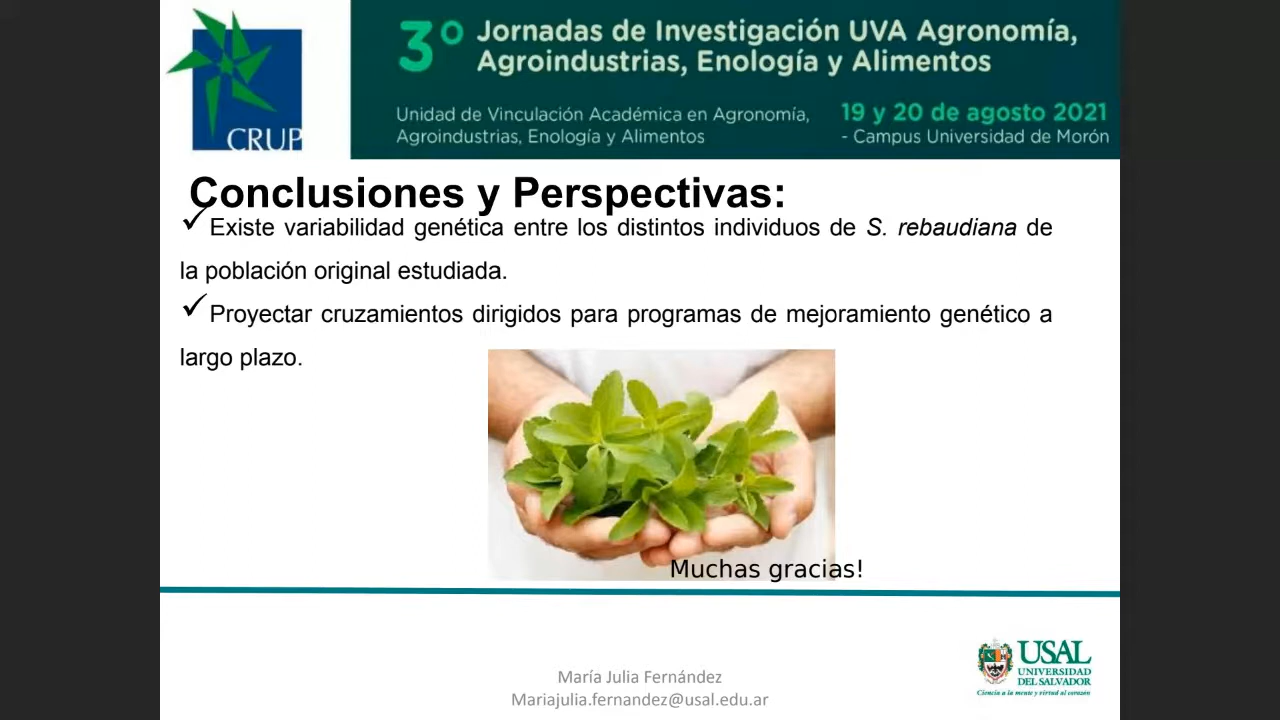 CRUP
3° Jornadas de Investigación UVA Agronomía,
Agroindustrias, Enología y Alimentos
Unidad de Vinculación Académica en Agronomía,
Agroindustrias, Enología y Alimentos
19 y 20 de agosto 2021
- Campus Universidad de Morón
Conclusiones y Perspectivas:
✓Existe variabilidad genética entre los distintos individuos de S. rebaudiana de
la población original estudiada.
✓Proyectar cruzamientos dirigidos para programas de mejoramiento genético a
largo plazo.
Muchas gracias!
María Julia Fernández
Mariajulia.fernandez@usal.edu.ar
USAL
UNIVERSIDAD
DEL SALVADOR
Ciencia a la mente y virtud al corazón